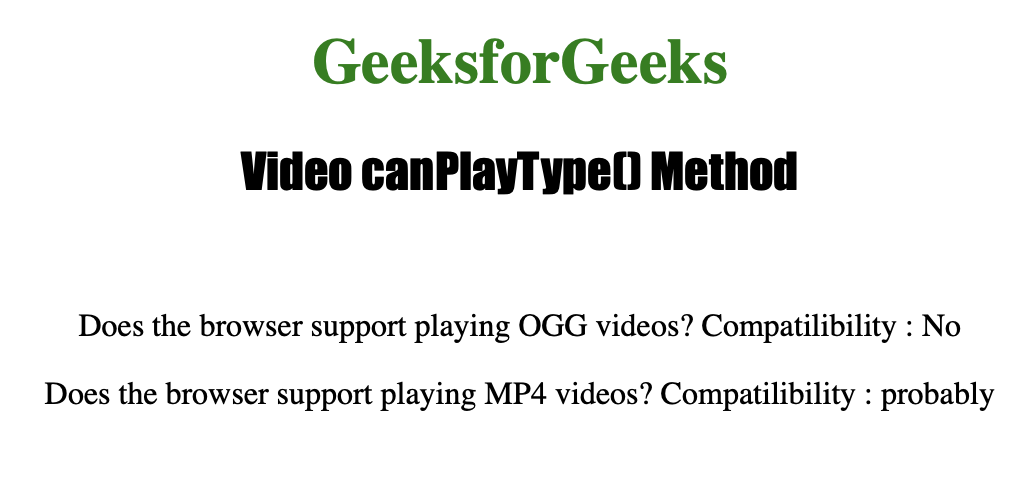 GeeksforGeeks
Video canPlayType() Method
Does the browser support playing OGG videos? Compatilibility : No
Does the browser support playing MP4 videos? Compatilibility : probably